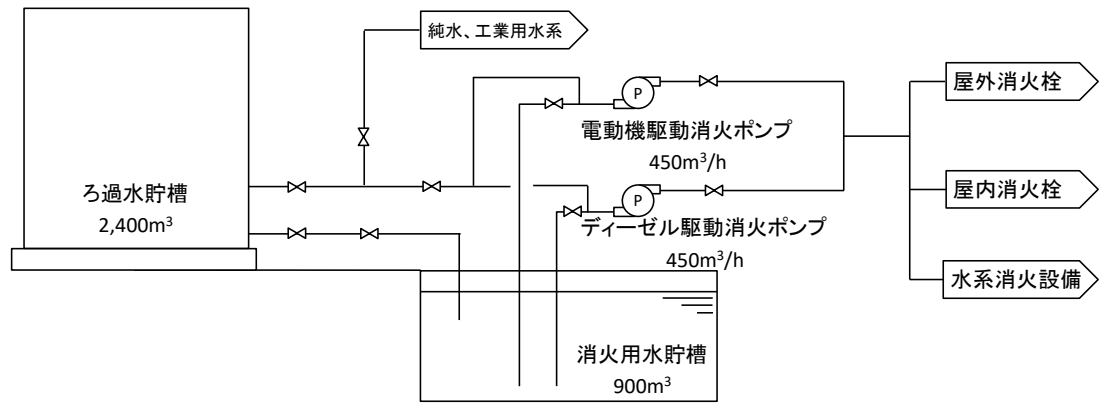 純水、工業用水系
P
電動機駆動消火ポンプ
450m³/h
屋外消火栓
ろ過水貯槽
2,400m³
P
ディーゼル駆動消火ポンプ
450m³/h
屋内消火栓
水系消火設備
消火用水貯槽
900m³